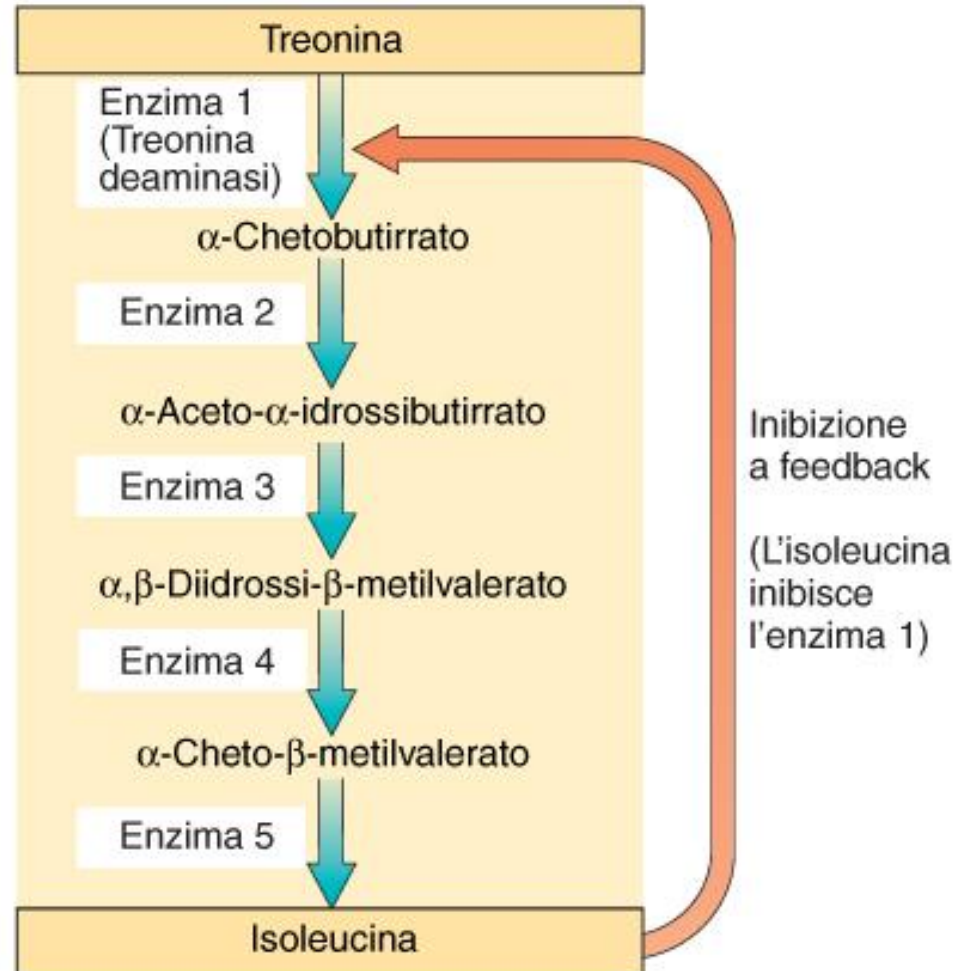 Treonina
Enzima 1
(Treonina
deaminasi)
α-Chetobutirrato
Enzima 2
α-Aceto-α-idrossibutirrato
Enzima 3
α,β-Diidrossi-β-metilvalerato
Enzima 4
α-Cheto-β-metilvalerato
Enzima 5
Isoleucina
Inibizione
a feedback
(L'isoleucina
inibisce
l'enzima 1)